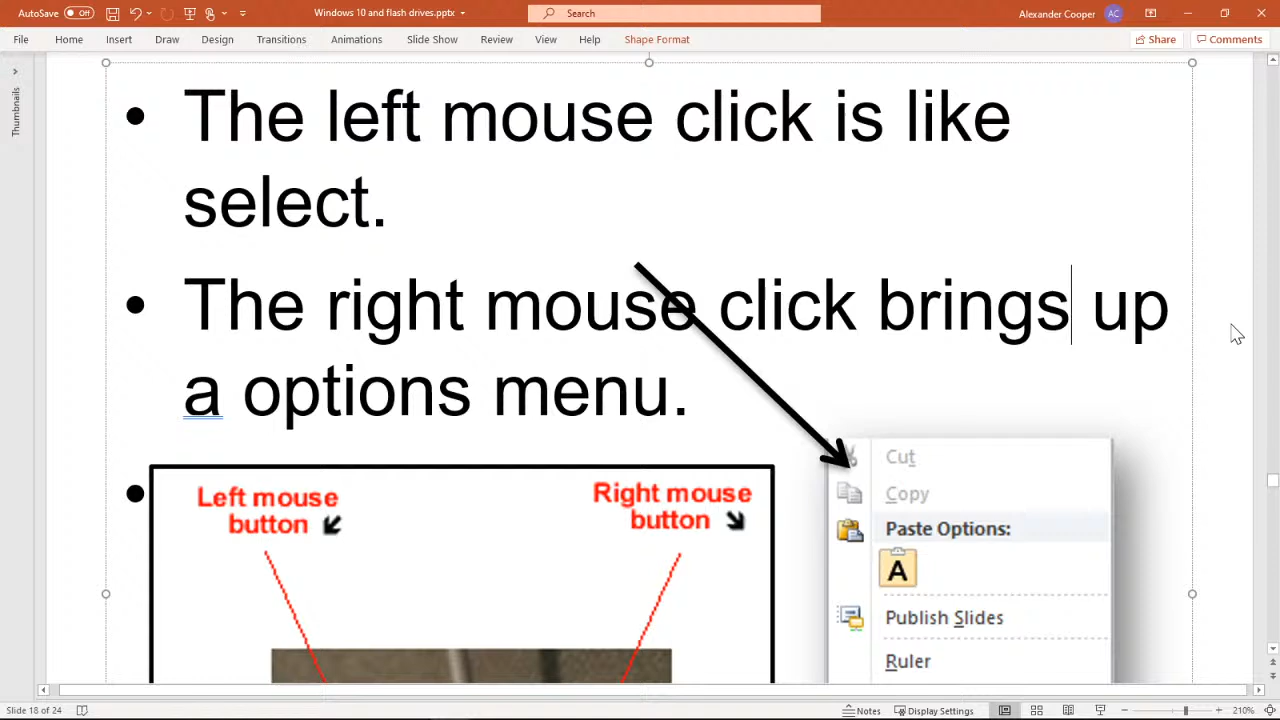 AutoSave Off Windows 10 and flash drives.pptx Search Alexander Cooper AC
File Home Insert Draw Design Transitions Animations Slide Show Review View Help Shape Format Share Comments
Thumbnails
• The left mouse click is like
select.
• The right mouse click brings up
a options menu.
•
Left mouse
button
Right mouse
button
Cut
Copy
Paste Options:
A
Publish Slides
Ruler
Slide 18 of 24 Notes Display Settings 210%